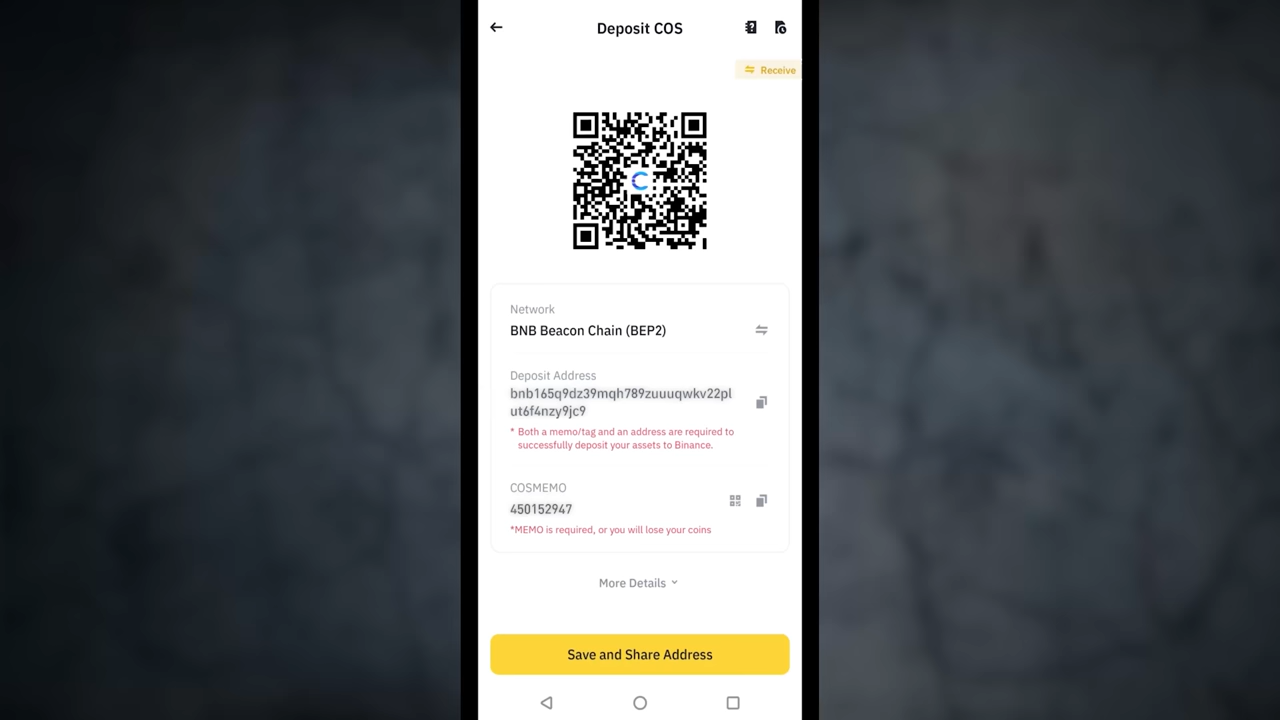 Deposit COS
Receive
Network
BNB Beacon Chain (BEP2)
Deposit Address
bnb165q9dz39mqh789zuuuqwkv22pl
ut6f4nzy9jc9
* Both a memo/tag and an address are required to
successfully deposit your assets to Binance.
COSMEMO
450152947
*MEMO is required, or you will lose your coins
More Details
Save and Share Address